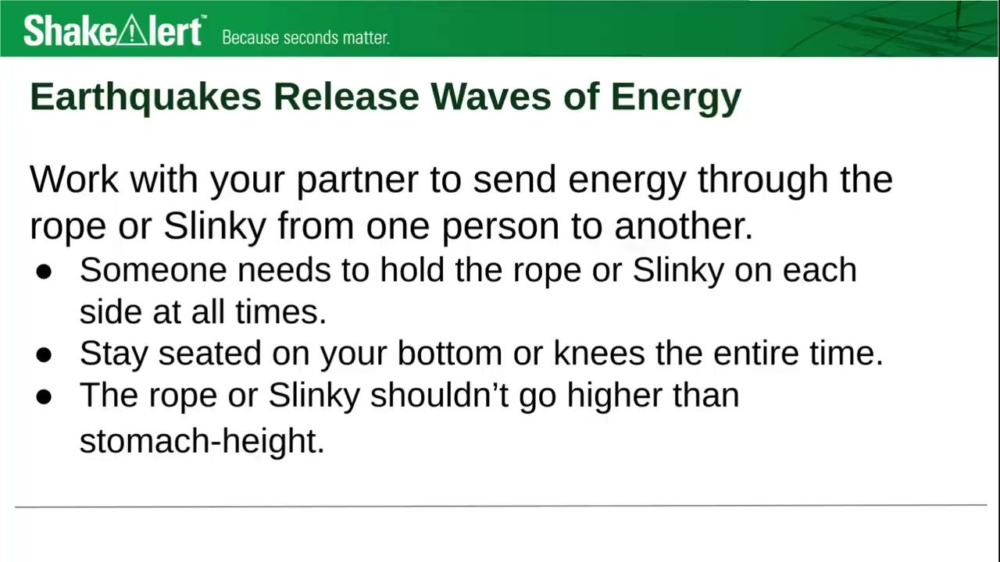 ShakeAlert™ Because seconds matter.
Earthquakes Release Waves of Energy
Work with your partner to send energy through the
rope or Slinky from one person to another.
● Someone needs to hold the rope or Slinky on each
side at all times.
● Stay seated on your bottom or knees the entire time.
● The rope or Slinky shouldn’t go higher than
stomach-height.